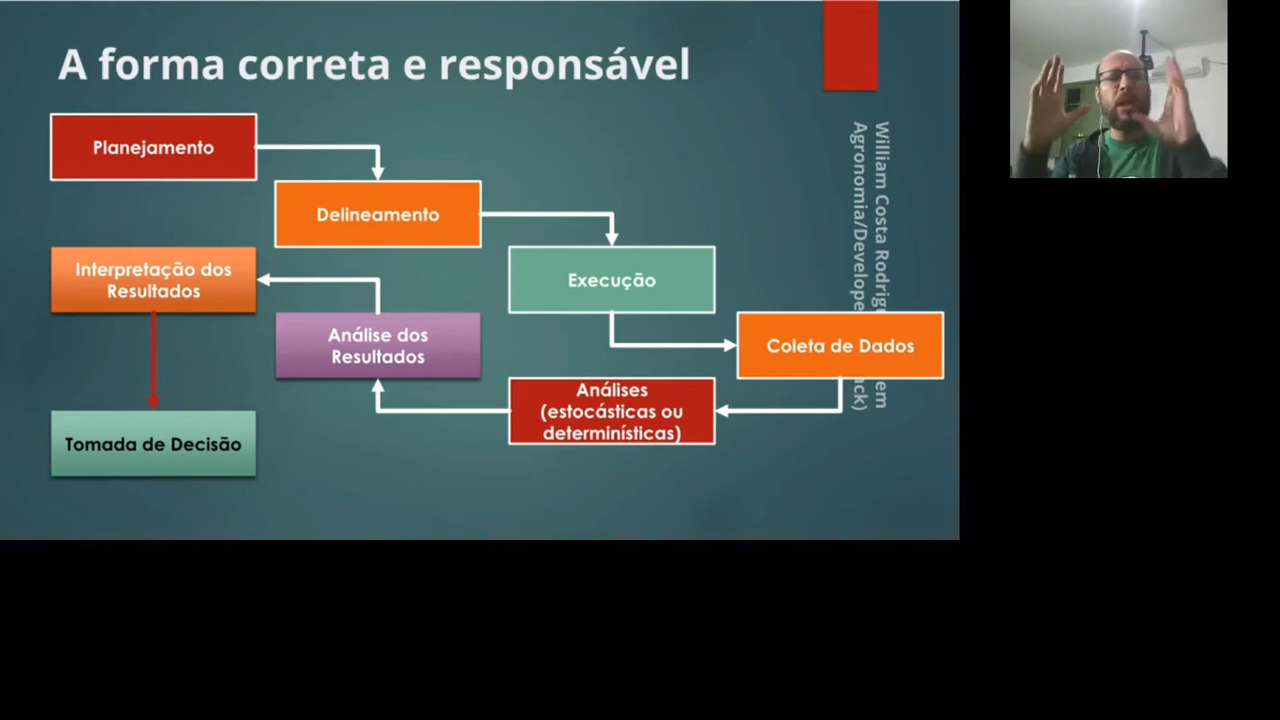 A forma correta e responsável
Planejamento
Delineamento
Execução
Coleta de Dados
Análises
(estocásticas ou
determinísticas)
Análise dos
Resultados
Interpretação dos
Resultados
Tomada de Decisão
William Costa em